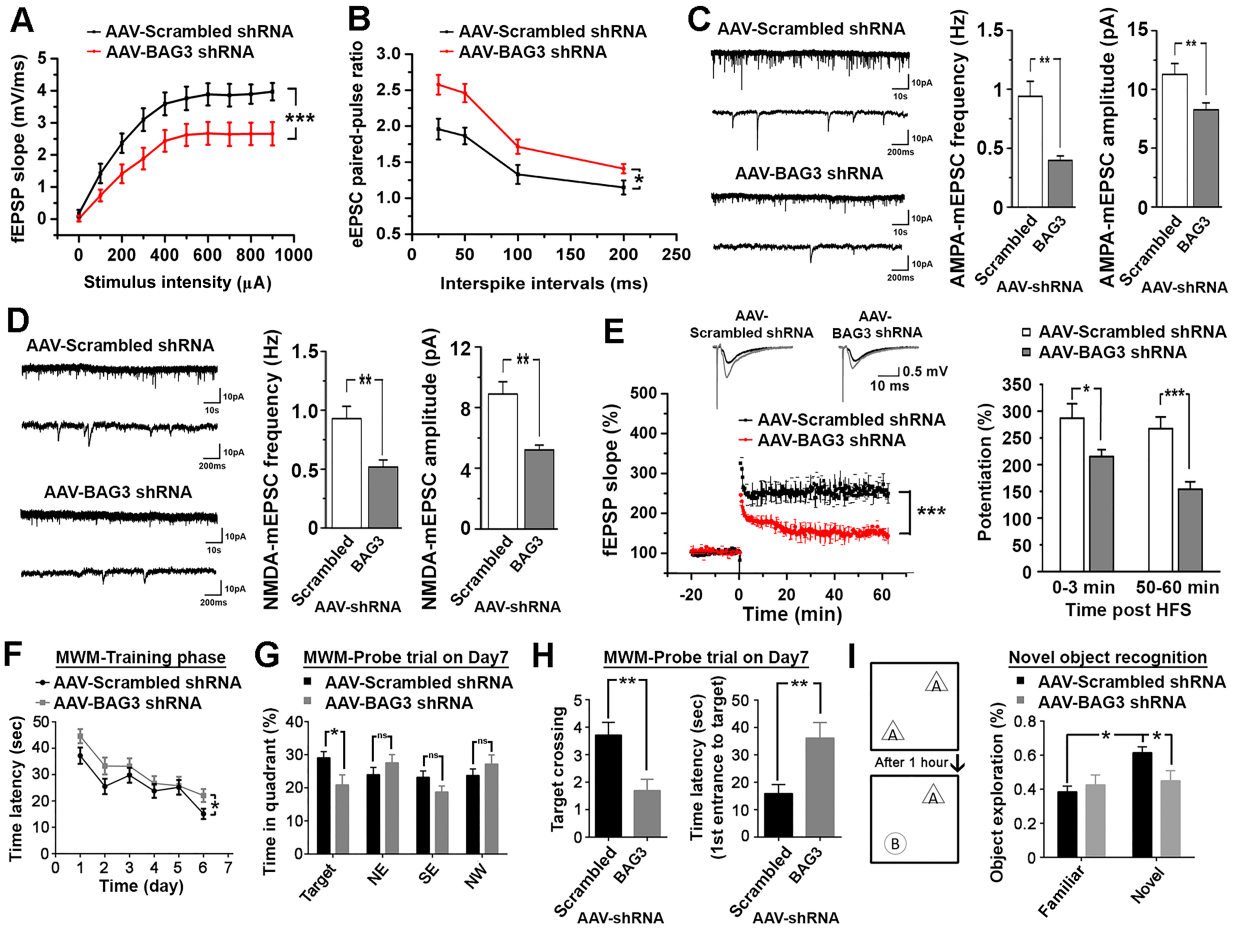 A
AAV-Scrambled shRNA
AAV-BAG3 shRNA
fEPSP slope (mV/ms)
5
4
3
2
1
0
***
0 200 400 600 800 1000
Stimulus intensity (μA)
B
AAV-Scrambled shRNA
AAV-BAG3 shRNA
eEPSC paired-pulse ratio
3.0
2.5
2.0
1.5
1.0
0.5
*
0 50 100 150 200 250
Interspike intervals (ms)
C
AAV-Scrambled shRNA
10pA
10s
10pA
200ms
AAV-BAG3 shRNA
10pA
10s
10pA
200ms
AMPA-mEPSC frequency (Hz)
1.5
1
0.5
0
**
Scrambled
BAG3
AAV-shRNA
AMPA-mEPSC amplitude (pA)
15
10
5
0
**
Scrambled
BAG3
AAV-shRNA
D
AAV-Scrambled shRNA
10pA
10s
10pA
200ms
AAV-BAG3 shRNA
10pA
10s
10pA
200ms
NMDA-mEPSC frequency (Hz)
1.5
1.0
0.5
0
**
Scrambled
BAG3
AAV-shRNA
NMDA-mEPSC amplitude (pA)
12
8
4
0
**
Scrambled
BAG3
AAV-shRNA
E
AAV-
Scrambled shRNA
AAV-
BAG3 shRNA
0.5 mV
10 ms
AAV-Scrambled shRNA
AAV-BAG3 shRNA
fEPSP slope (%)
400
350
300
250
200
150
100
***
-20 0 20 40 60
Time (min)
AAV-Scrambled shRNA
AAV-BAG3 shRNA
Potentiation (%)
350
300
250
200
150
100
50
0
*
***
0-3 min 50-60 min
Time post HFS
F
MWM-Training phase
AAV-Scrambled shRNA
AAV-BAG3 shRNA
Time latency (sec)
50
40
30
20
10
0
*
0 1 2 3 4 5 6 7
Time (day)
G
MWM-Probe trial on Day7
AAV-Scrambled shRNA
AAV-BAG3 shRNA
Time in quadrant (%)
40
30
20
10
0
* ns ns ns
Target
NE
SE
NW
H
MWM-Probe trial on Day7
Target crossing
5
4
3
2
1
0
**
Scrambled
BAG3
AAV-shRNA
Time latency (sec)
(1st entrance to target)
50
40
30
20
10
0
**
Scrambled
BAG3
AAV-shRNA
I
A
A
After 1 hour
A
B
Novel object recognition
AAV-Scrambled shRNA
AAV-BAG3 shRNA
Object exploration (%)
0.8
0.6
0.4
0.2
0
* *
Familiar
Novel